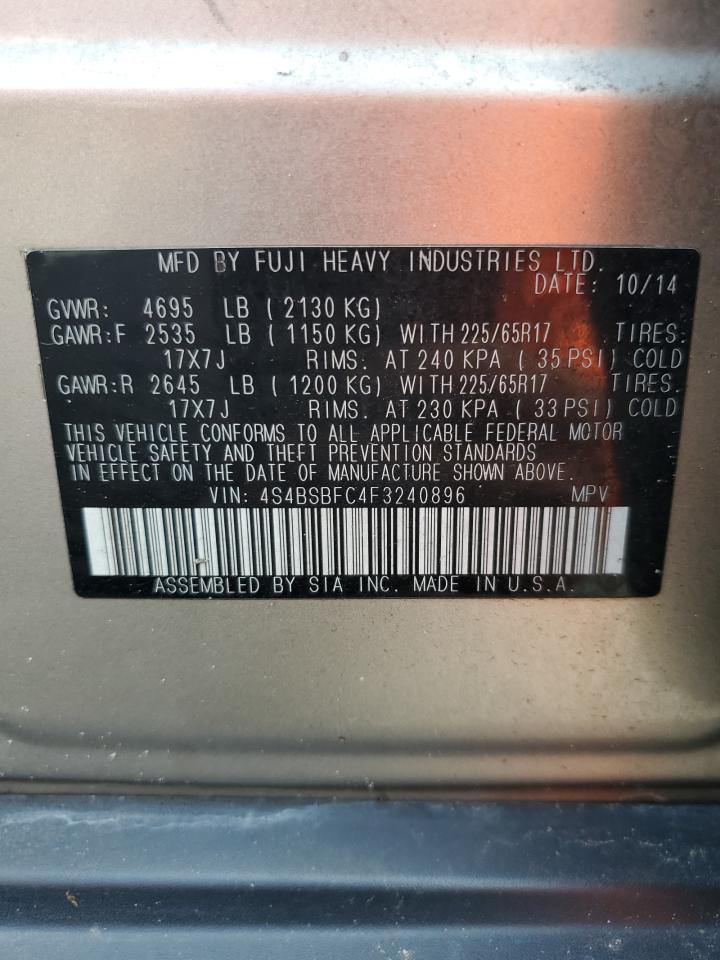 MFD BY FUJI HEAVY INDUSTRIES LTD.
DATE: 10/14
GVWR: 4695 LB ( 2130 KG)
GAWR:F 2535 LB ( 1150 KG) WITH 225/65R17 TIRES:
17X7J RIMS. AT 240 KPA ( 35 PSI) COLD
GAWR:R 2645 LB ( 1200 KG) WITH 225/65R17 TIRES.
17X7J RIMS. AT 230 KPA ( 33 PSI) COLD
THIS VEHICLE CONFORMS TO ALL APPLICABLE FEDERAL MOTOR
VEHICLE SAFETY AND THEFT PREVENTION STANDARDS
IN EFFECT ON THE DATE OF MANUFACTURE SHOWN ABOVE.
VIN: 4S4BSBFC4F3240896 MPV
ASSEMBLED BY SIA INC. MADE IN U.S.A.